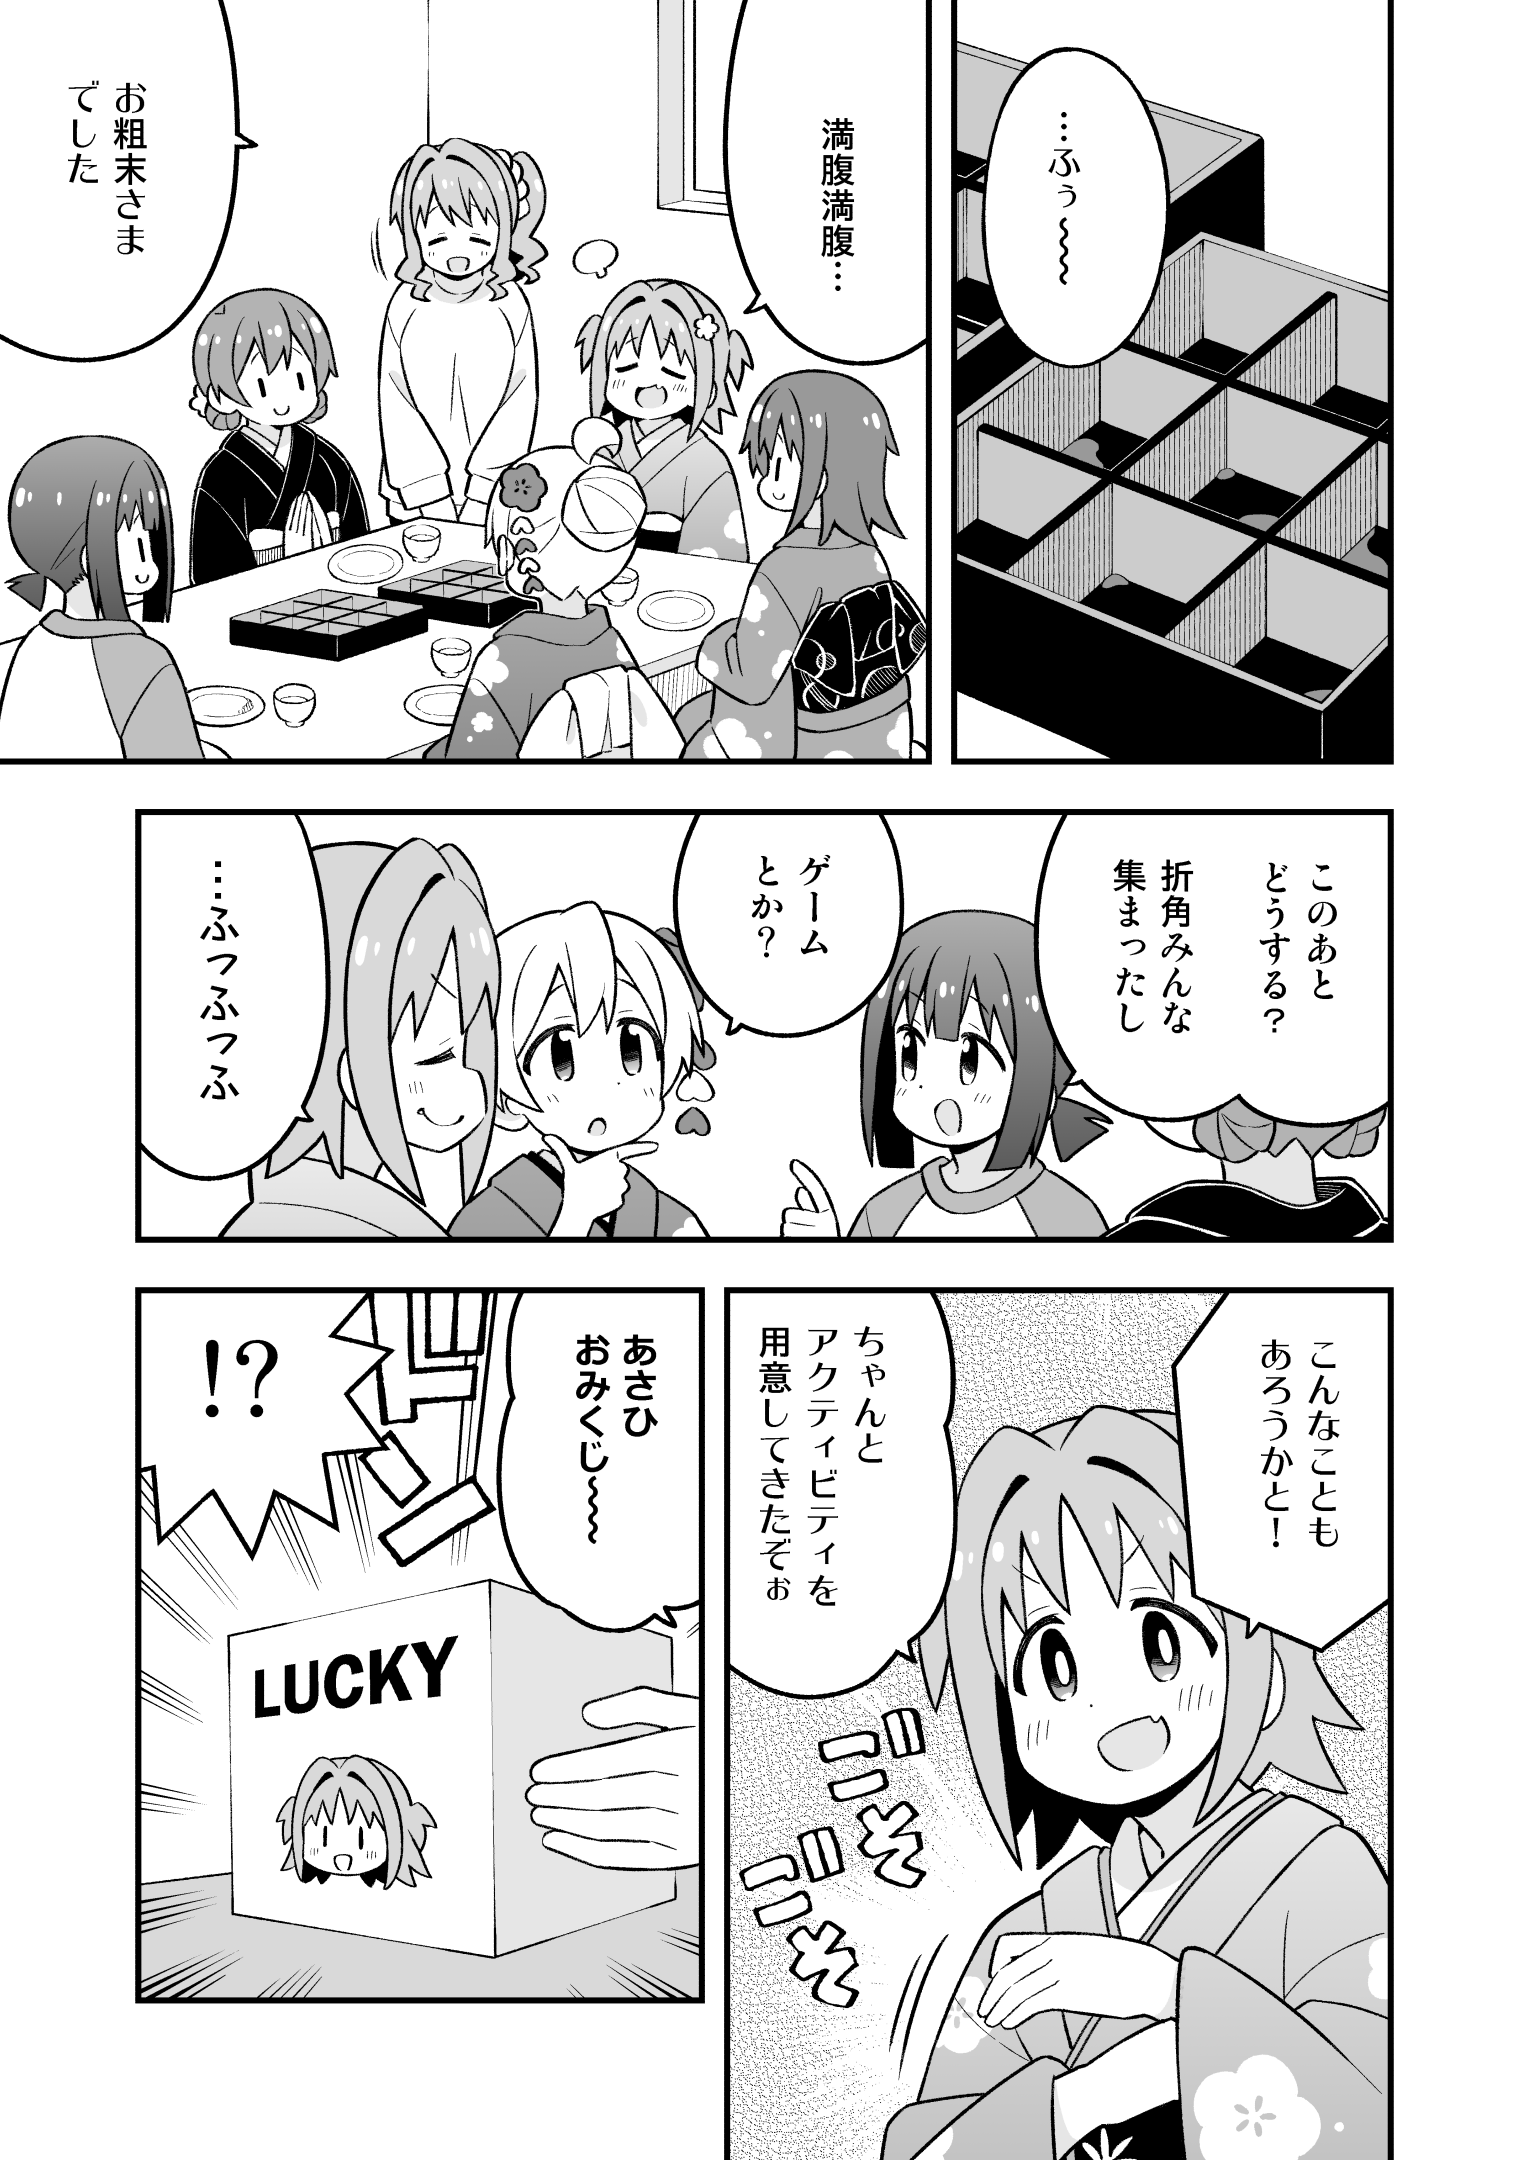 …ふぅ～～
満腹満腹…
お粗末さま
でした
このあと
どうする？
折角みんな
集まったし
ゲーム
とか？
…ふっふっふ
こんなことも
あろうかと！
ちゃんと
アクティビティを
用意してきたぞぉ
ごそ
ごそ
あさひ
おみくじ～～
ドンッ
!?
LUCKY